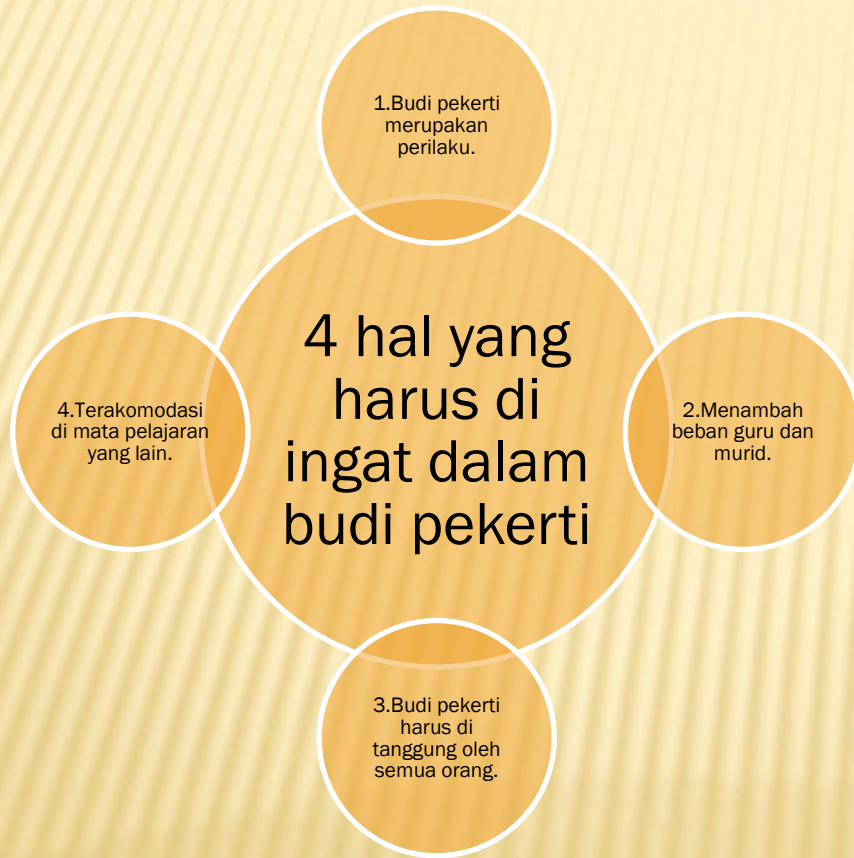 1.Budi pekerti
merupakan
perilaku.
4 hal yang
harus di
ingat dalam
budi pekerti
2.Menambah
beban guru dan
murid.
3.Budi pekerti
harus di
tanggung oleh
semua orang.
4.Terakomodasi
di mata pelajaran
yang lain.